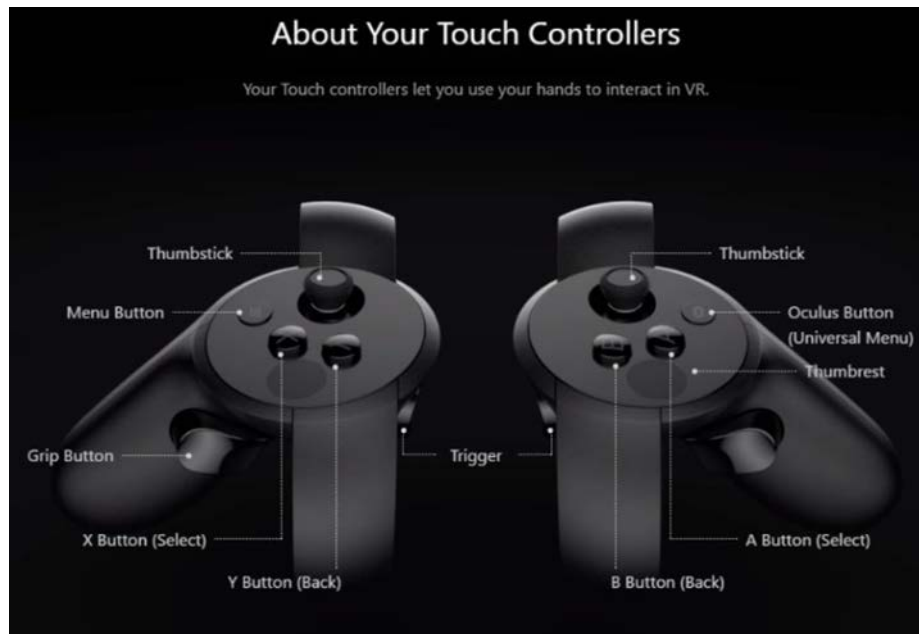 About Your Touch Controllers
Your Touch controllers let you use your hands to interact in VR.
Thumbstick
Thumbstick
Menu Button
Oculus Button
(Universal Menu)
Thumbrest
Grip Button
Trigger
X Button (Select)
A Button (Select)
Y Button (Back)
B Button (Back)